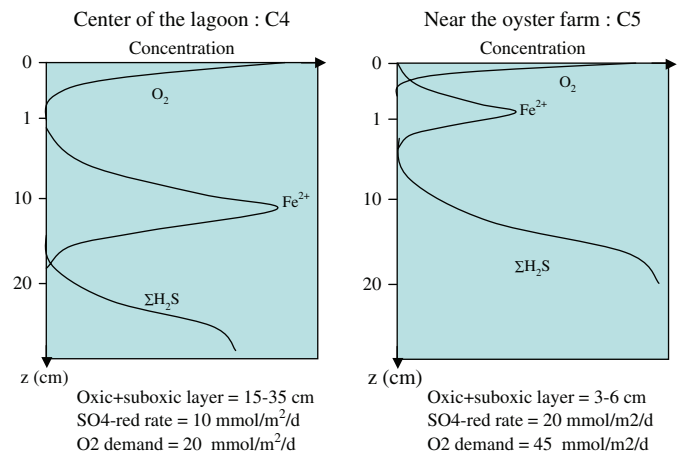 Center of the lagoon : C4
Concentration
0
O₂
1
Fe²⁺
10
20
ΣH₂S
z (cm)
Oxic+suboxic layer = 15-35 cm
SO4-red rate = 10 mmol/m²/d
O2 demand = 20 mmol/m²/d
Near the oyster farm : C5
Concentration
0
O₂
Fe²⁺
1
10
ΣH₂S
20
z (cm)
Oxic+suboxic layer = 3-6 cm
SO4-red rate = 20 mmol/m2/d
O2 demand = 45 mmol/m2/d